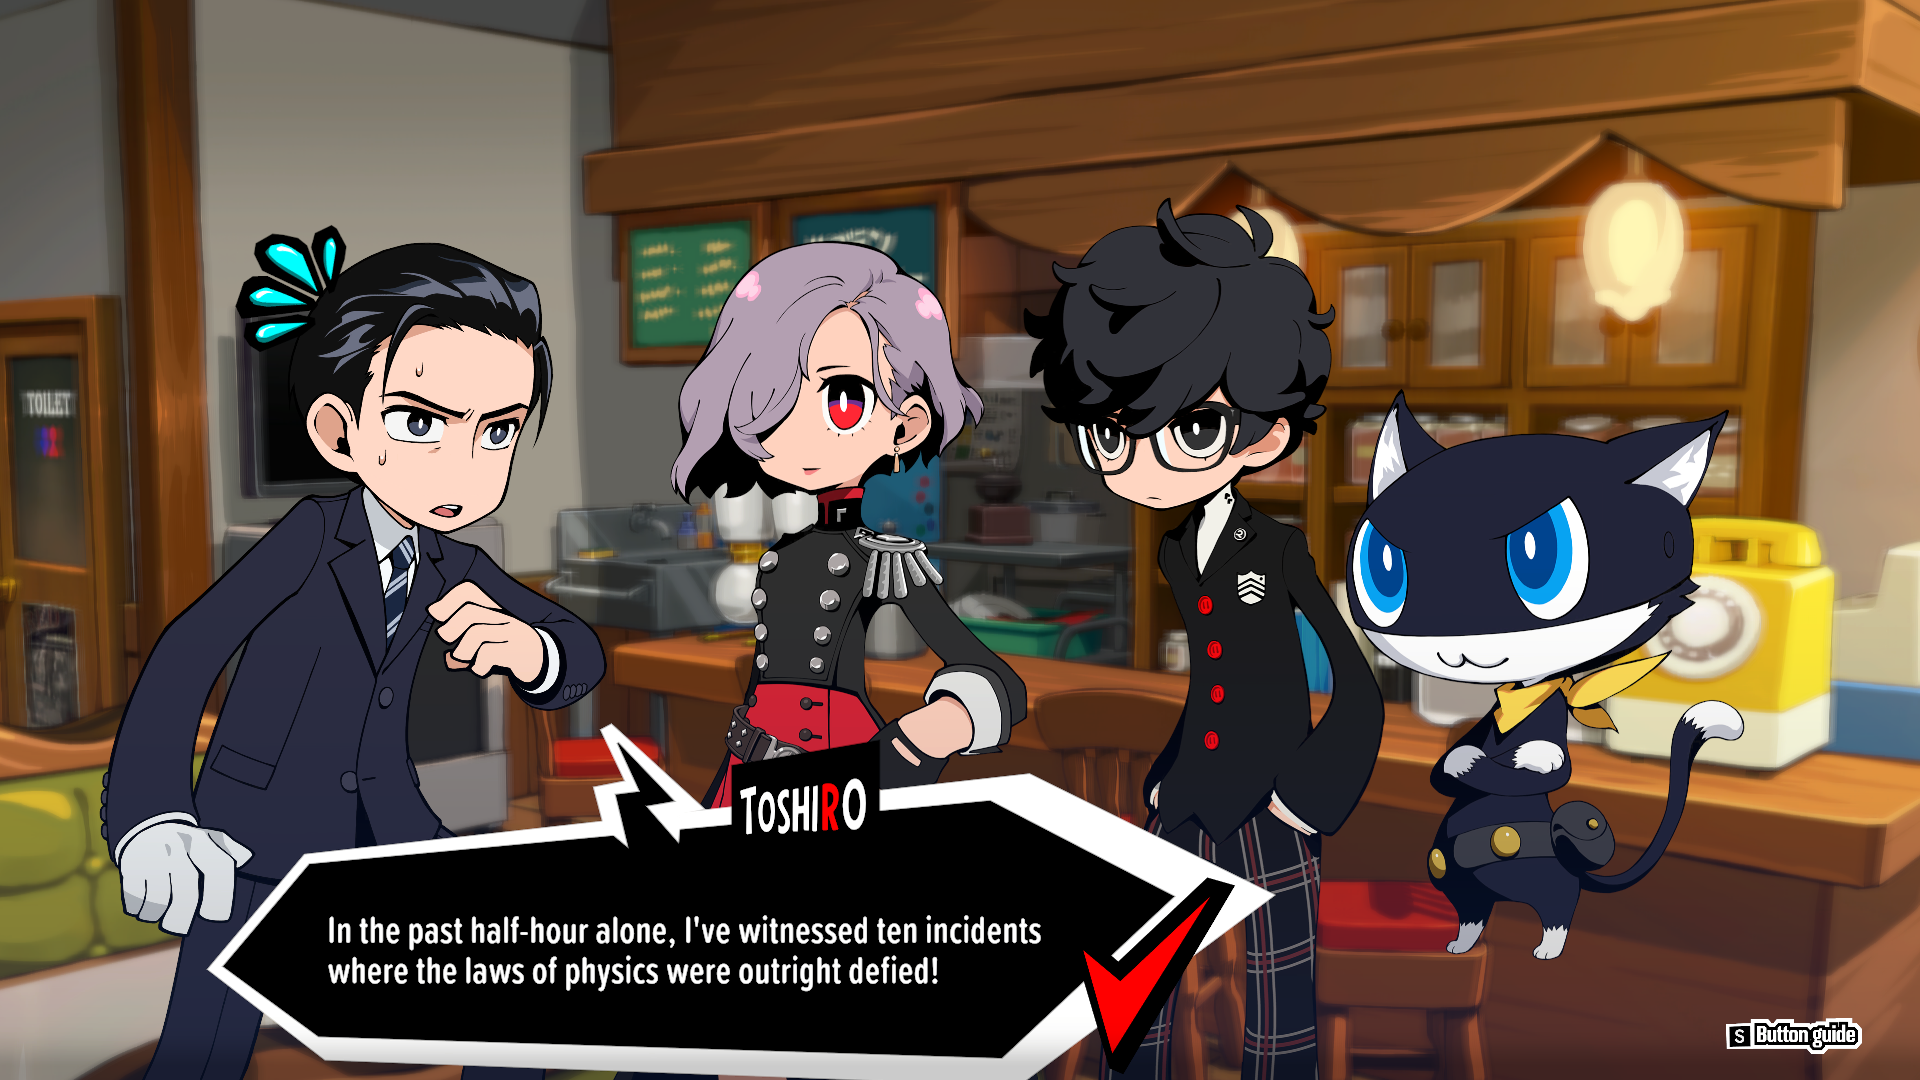 TOILET
TOSHIRO
In the past half-hour alone, I've witnessed ten incidents
where the laws of physics were outright defied!
S Button guide